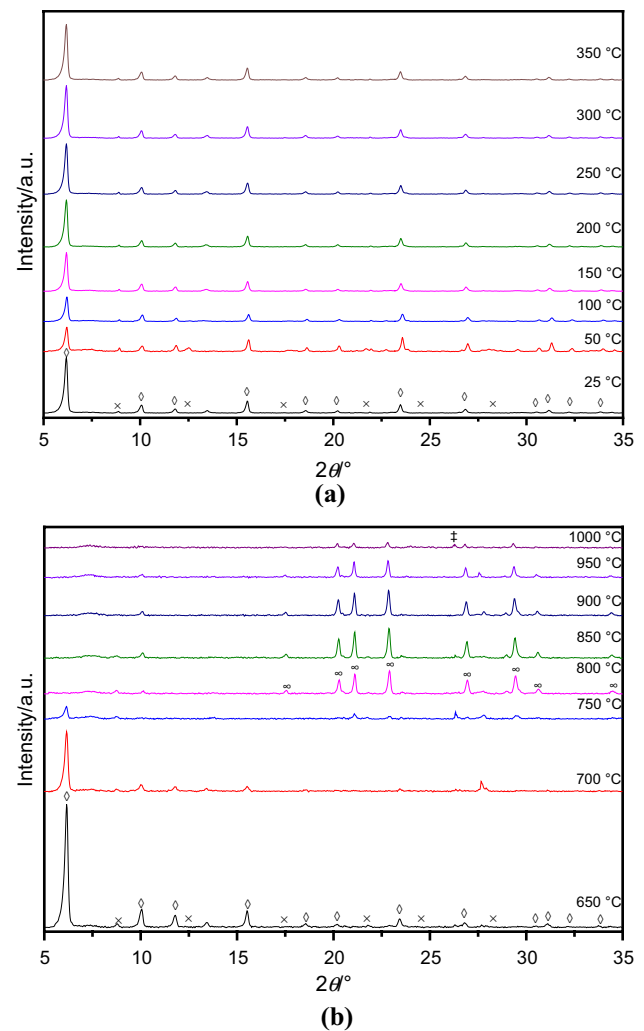 350 °C
300 °C
250 °C
200 °C
150 °C
100 °C
50 °C
25 °C
Intensity/a.u.
◊ × ◊ ◊ × ◊ × ◊ ◊ × ◊ × ◊ × ◊ ◊ ◊ ◊
5 10 15 20 25 30 35
2θ/°
(a)
‡
1000 °C
950 °C
900 °C
850 °C
800 °C
∞ ∞ ∞ ∞ ∞ ∞ ∞ ∞
750 °C
700 °C
650 °C
Intensity/a.u.
◊ × ◊ ◊ × ◊ × ◊ ◊ × ◊ × ◊ × ◊ ◊ ◊ ◊
5 10 15 20 25 30 35
2θ/°
(b)